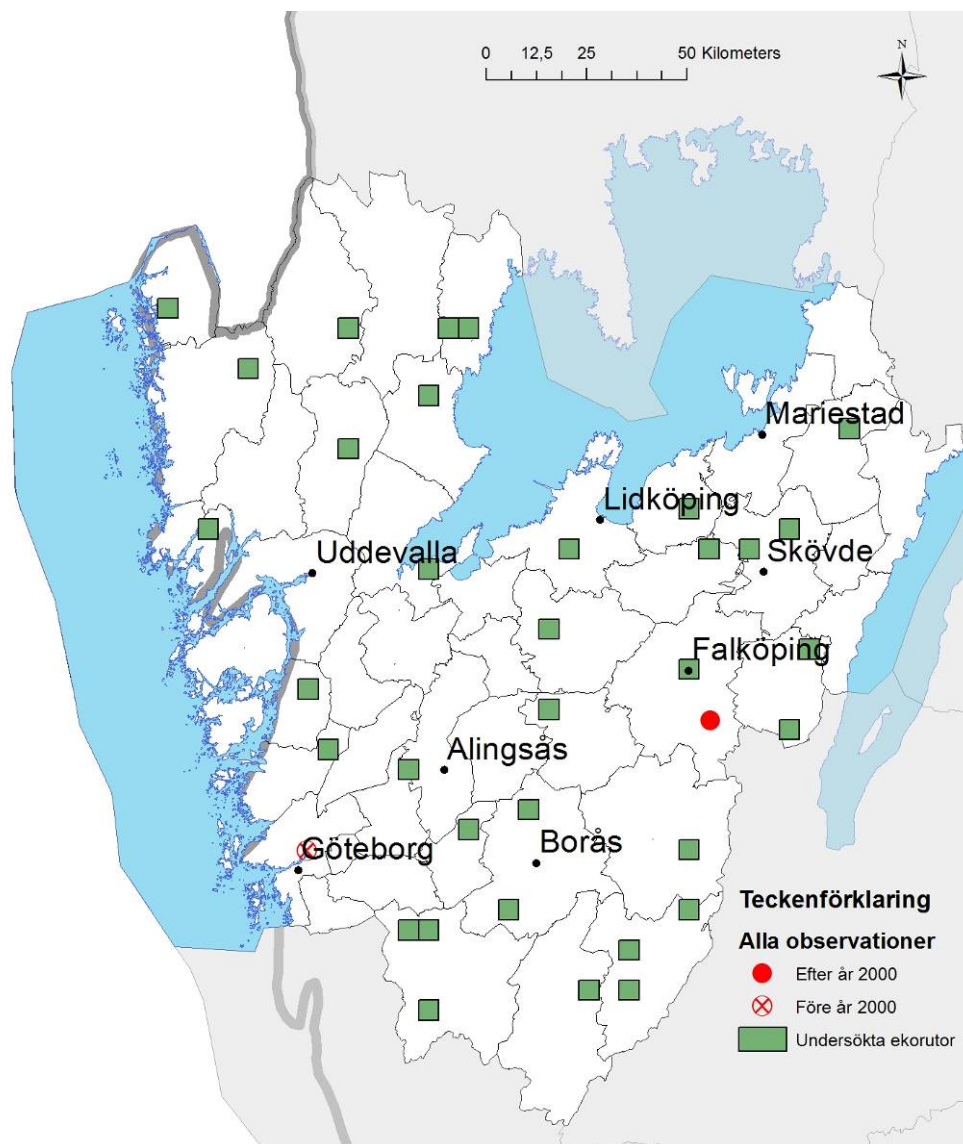 0 12,5 25 50 Kilometers
N
Mariestad
Lidköping
Uddevalla
Skövde
Falköping
Alingsås
Göteborg
Borås
Teckenförklaring
Alla observationer
Efter år 2000
Före år 2000
Undersökta ekorutor